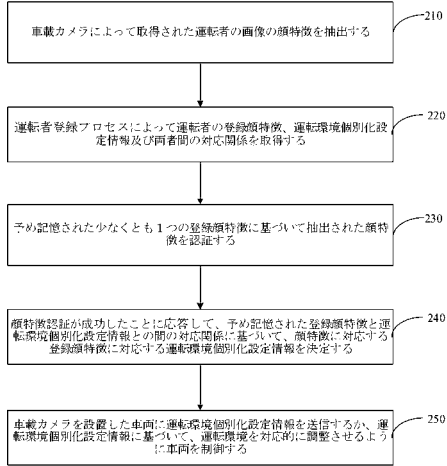 車載カメラによって取得された運転者の画像の顔特徴を抽出する
210
運転者登録プロセスによって運転者の登録顔特徴、運転環境個別化設
定情報及び両者間の対応関係を取得する
220
予め記憶された少なくとも1つの登録顔特徴に基づいて抽出された顔特
徴を認証する
230
顔特徴認証が成功したことに応答して、予め記憶された登録顔特徴と運
転環境個別化設定情報との間の対応関係に基づいて、顔特徴に対応する
登録顔特徴に対応する運転環境個別化設定情報を決定する
240
車載カメラを設置した車両に運転環境個別化設定情報を送信するか、運
転環境個別化設定情報に基づいて、運転環境を対応的に調整させるよう
に車両を制御する
250